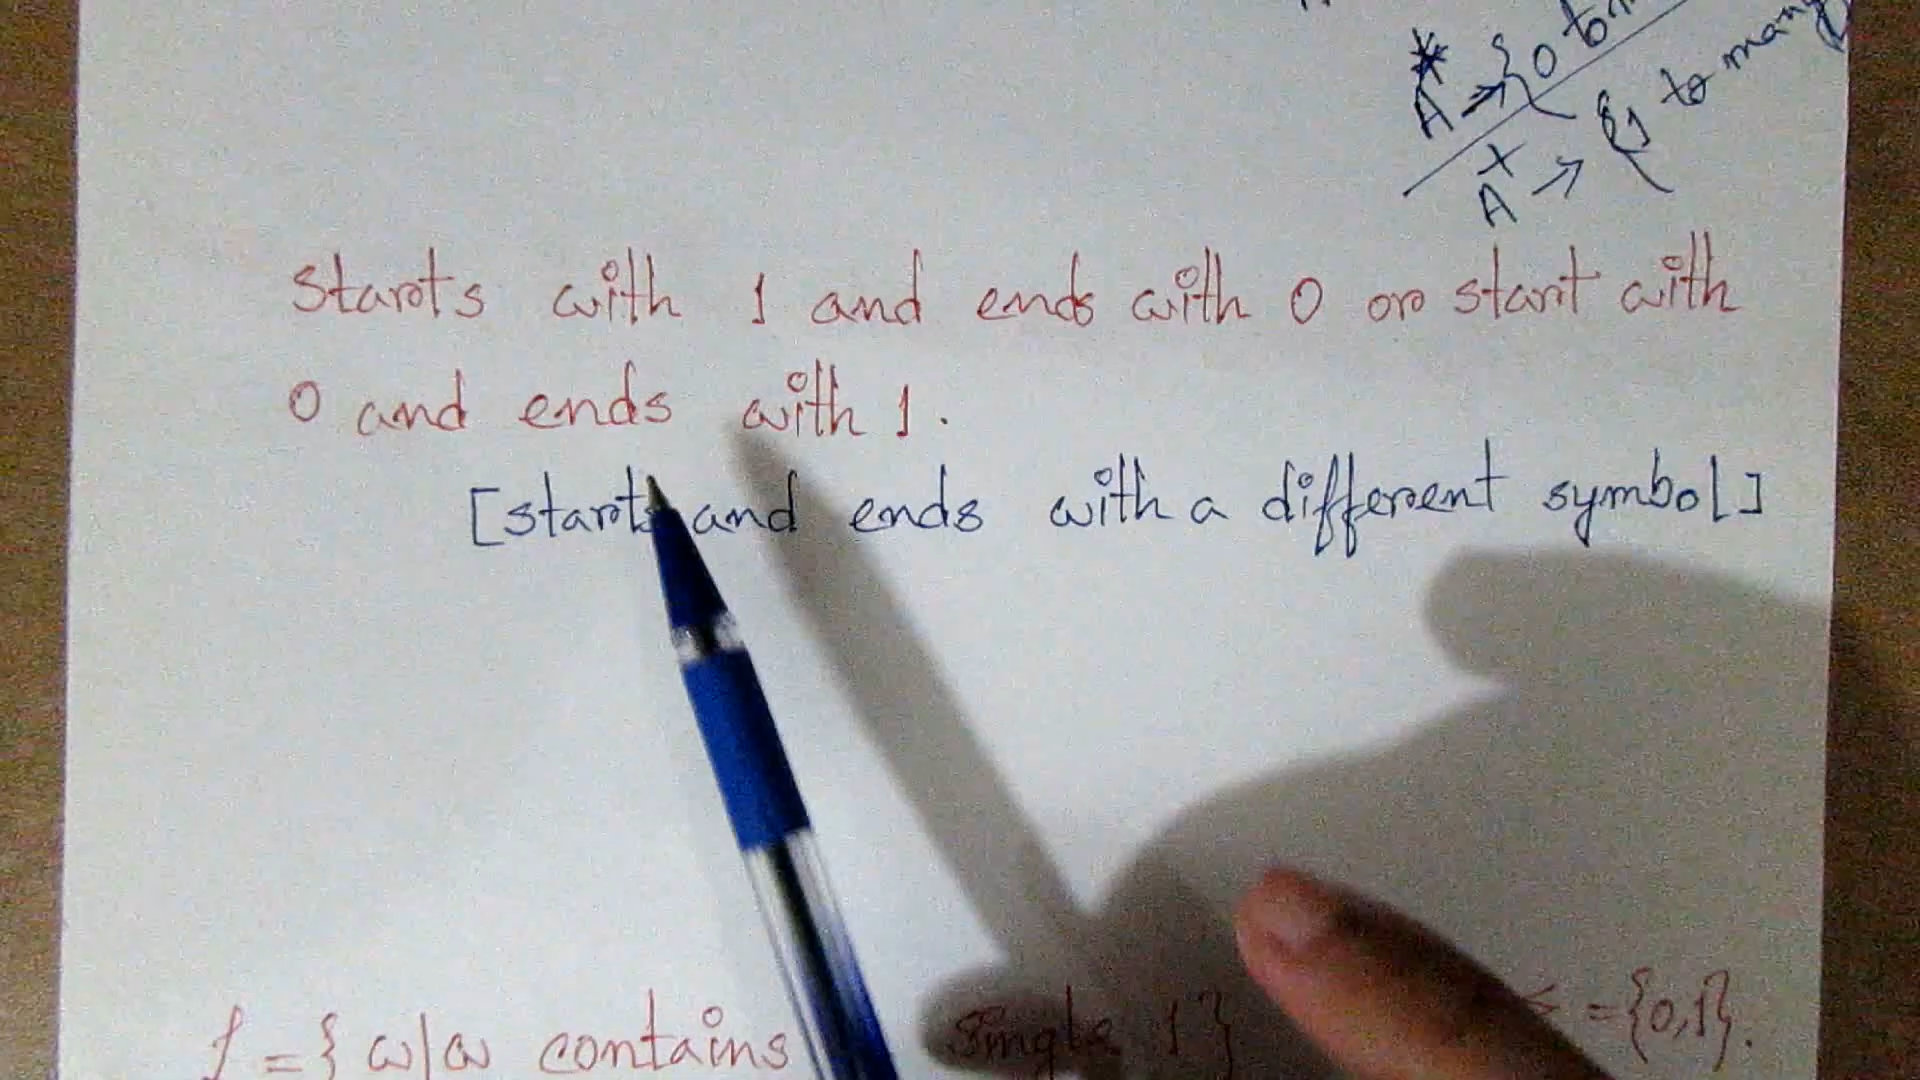 A* → {0 to
A+ → {1 to many
Starts with 1 and ends with 0 or start with
0 and ends with 1.
[starts and ends with a different symbol]
L = {w/w contains single 1} Σ = {0,1}.